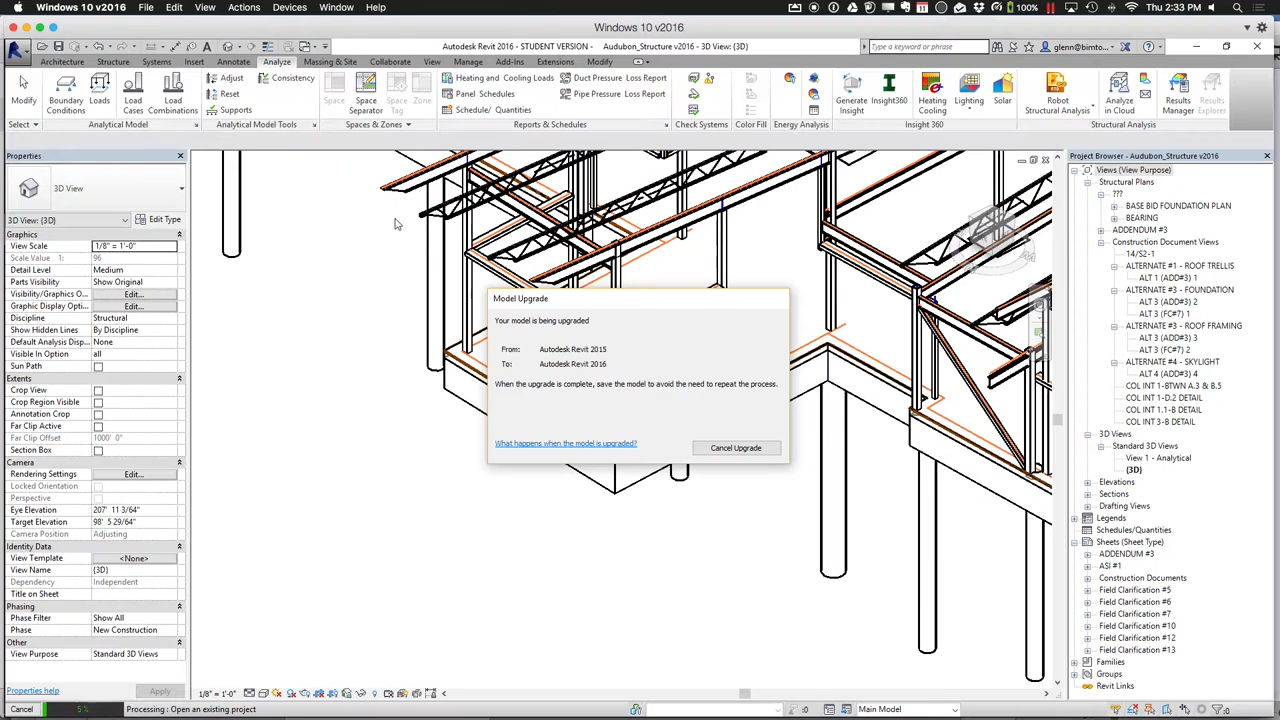 File Edit View Actions Devices Window Help
100% Thu 2:33 PM
Windows 10 v2016
Autodesk Revit 2016 - STUDENT VERSION - Audubon_Structure v2016 - 3D View: {3D}
Type a keyword or phrase
glenn@bimto...
Architecture Structure Systems Insert Annotate Analyze Massing & Site Collaborate View Manage Add-Ins Extensions Modify
Modify
Boundary Conditions
Loads
Load Cases
Load Combinations
Adjust
Reset
Supports
Consistency
Space
Space Separator
Space Tag
Zone
Heating and Cooling Loads
Panel Schedules
Schedule/ Quantities
Duct Pressure Loss Report
Pipe Pressure Loss Report
Generate Insight
Insight360
Heating Cooling
Lighting
Solar
Robot Structural Analysis
Analyze in Cloud
Results Manager
Results Explorer
Select
Analytical Model
Analytical Model Tools
Spaces & Zones
Reports & Schedules
Check Systems
Color Fill
Energy Analysis
Insight 360
Structural Analysis
Properties
3D View
3D View: {3D}
Edit Type
Graphics
View Scale 1/8" = 1'-0"
Scale Value 1: 96
Detail Level Medium
Parts Visibility Show Original
Visibility/Graphics O... Edit...
Graphic Display Opti... Edit...
Discipline Structural
Show Hidden Lines By Discipline
Default Analysis Disp... None
Visible In Option all
Sun Path
Extents
Crop View
Crop Region Visible
Annotation Crop
Far Clip Active
Far Clip Offset 1000' 0"
Section Box
Camera
Rendering Settings Edit...
Locked Orientation
Perspective
Eye Elevation 207' 11 3/64"
Target Elevation 98' 5 29/64"
Camera Position Adjusting
Identity Data
View Template <None>
View Name {3D}
Dependency Independent
Title on Sheet
Phasing
Phase Filter Show All
Phase New Construction
Other
View Purpose Standard 3D Views
Properties help
Apply
Model Upgrade
Your model is being upgraded
From: Autodesk Revit 2015
To: Autodesk Revit 2016
When the upgrade is complete, save the model to avoid the need to repeat the process.
What happens when the model is upgraded?
Cancel Upgrade
Project Browser - Audubon_Structure v2016
Views (View Purpose)
Structural Plans
???
BASE BID FOUNDATION PLAN
BEARING
ADDENDUM #3
Construction Document Views
14/S2-1
ALTERNATE #1 - ROOF TRELLIS
ALT 1 (ADD#3) 1
ALTERNATE #3 - FOUNDATION
ALT 3 (ADD#3) 2
ALT 3 (FC#7) 1
ALTERNATE #3 - ROOF FRAMING
ALT 3 (ADD#3) 3
ALT 3 (FC#7) 2
ALTERNATE #4 - SKYLIGHT
ALT 4 (ADD#3) 4
COL INT 1-BTWN A.3 & B.5
COL INT 1-D.2 DETAIL
COL INT 1.1-B DETAIL
COL INT 3-B DETAIL
3D Views
Standard 3D Views
View 1 - Analytical
{3D}
Elevations
Sections
Drafting Views
Legends
Schedules/Quantities
Sheets (Sheet Type)
ADDENDUM #3
ASI #1
Construction Documents
Field Clarification #5
Field Clarification #6
Field Clarification #7
Field Clarification #10
Field Clarification #12
Field Clarification #13
Families
Groups
Revit Links
1/8" = 1'-0"
Cancel 5 % Processing : Open an existing project
:0 Main Model :0